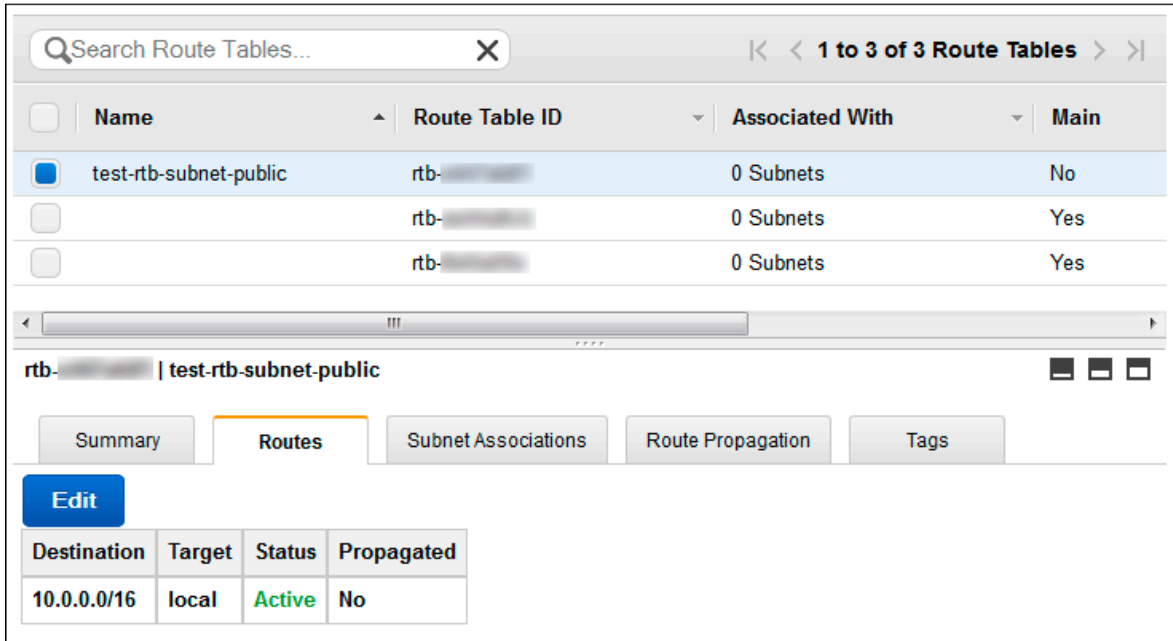 Search Route Tables...
1 to 3 of 3 Route Tables
Name Route Table ID Associated With Main
test-rtb-subnet-public rtb- 0 Subnets No
rtb- 0 Subnets Yes
rtb- 0 Subnets Yes
rtb- | test-rtb-subnet-public
Summary Routes Subnet Associations Route Propagation Tags
Edit
Destination Target Status Propagated
10.0.0.0/16 local Active No